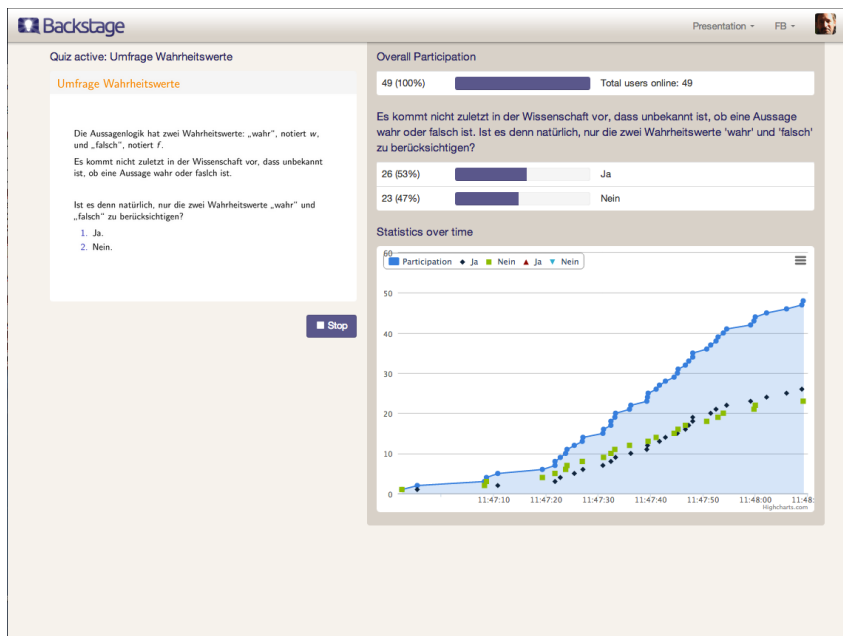 Backstage
Presentation
FB
Quiz active: Umfrage Wahrheitswerte
Umfrage Wahrheitswerte
Die Aussagenlogik hat zwei Wahrheitswerte: „wahr", notiert w,
und „falsch", notiert f.
Es kommt nicht zuletzt in der Wissenschaft vor, dass unbekannt
ist, ob eine Aussage wahr oder faslch ist.
Ist es denn natürlich, nur die zwei Wahrheitswerte „wahr" und
„falsch" zu berücksichtigen?
1. Ja.
2. Nein.
Stop
Overall Participation
49 (100%) Total users online: 49
Es kommt nicht zuletzt in der Wissenschaft vor, dass unbekannt ist, ob eine Aussage
wahr oder falsch ist. Ist es denn natürlich, nur die zwei Wahrheitswerte 'wahr' und 'falsch'
zu berücksichtigen?
26 (53%) Ja
23 (47%) Nein
Statistics over time
60
Participation Ja Nein Ja Nein
50
40
30
20
10
0
11:47:10 11:47:20 11:47:30 11:47:40 11:47:50 11:48:00 11:48:
Highcharts.com